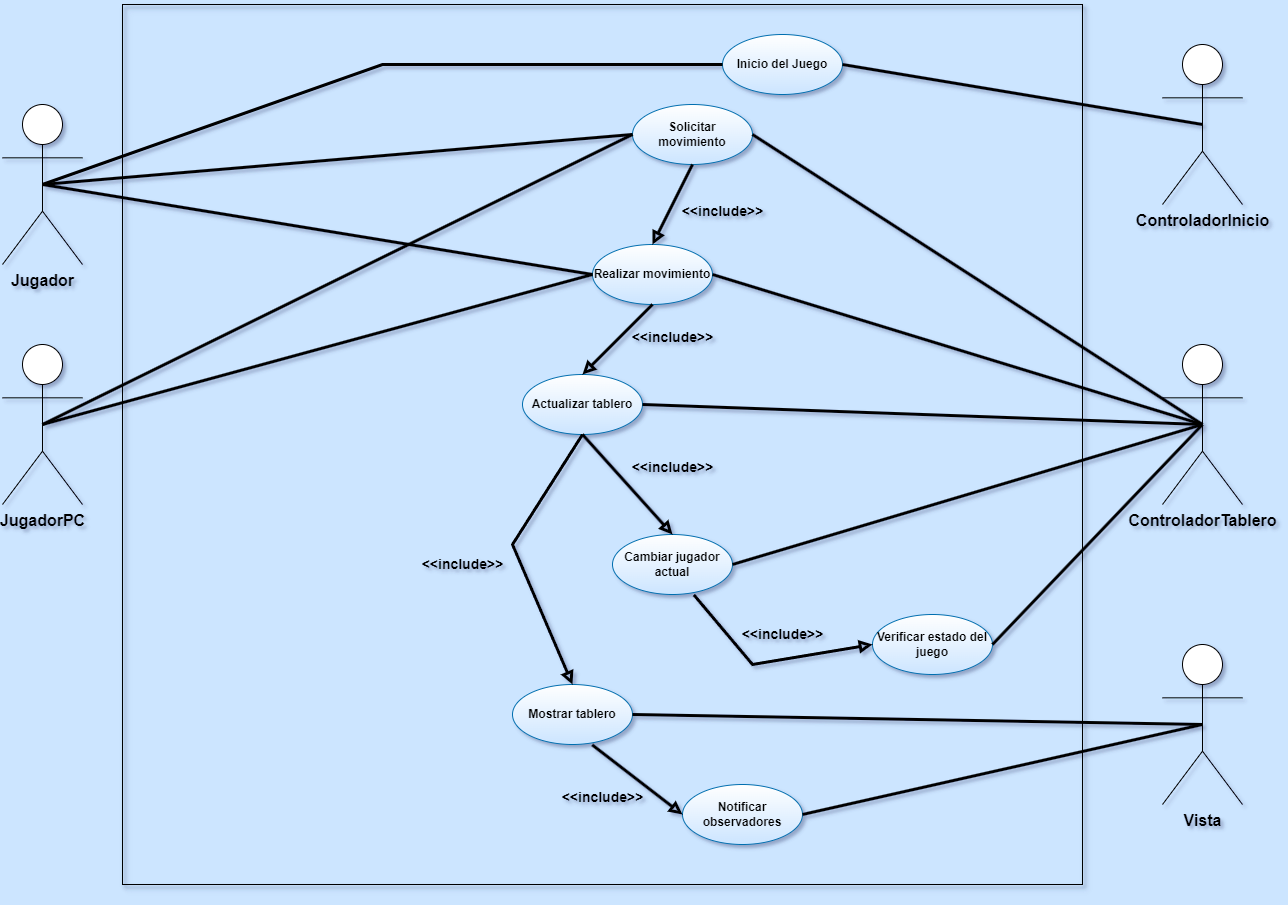 Inicio del Juego
Solicitar
movimiento
<<include>>
ControladorInicio
Realizar movimiento
Jugador
<<include>>
Actualizar tablero
<<include>>
JugadorPC
ControladorTablero
Cambiar jugador
actual
<<include>>
<<include>>
Verificar estado del
juego
Mostrar tablero
<<include>>
Notificar
observadores
Vista